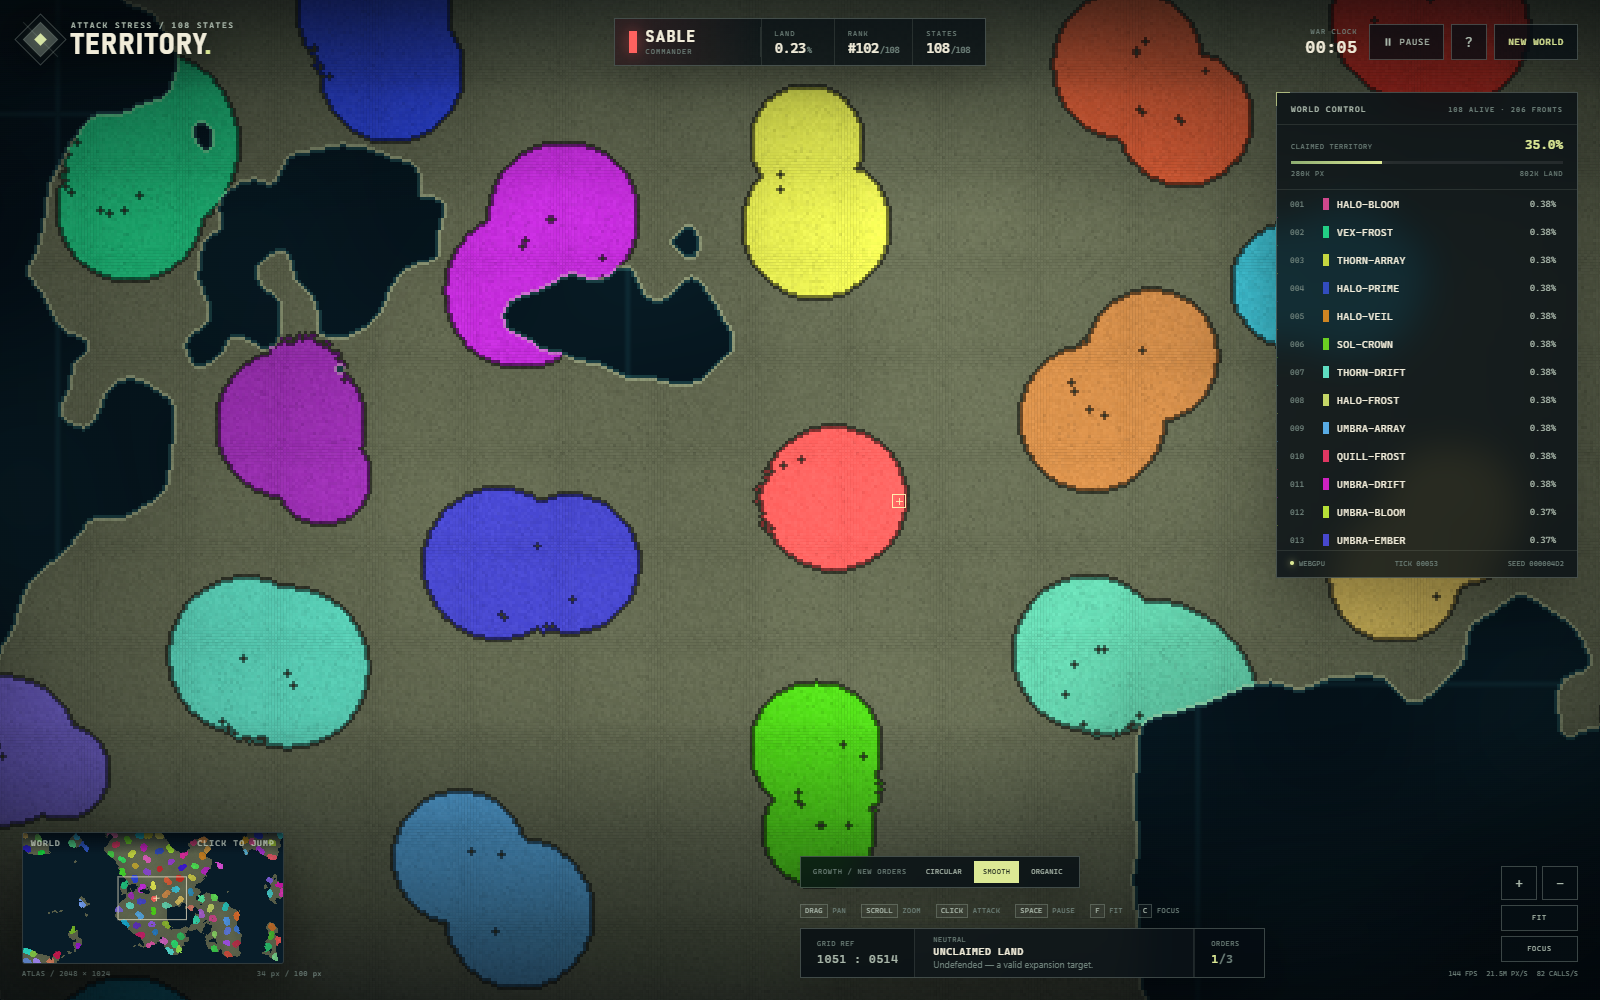 ATTACK STRESS / 108 STATES
TERRITORY.
SABLE
COMMANDER
LAND
0.23%
RANK
#102/108
STATES
108/108
WAR CLOCK
00:05
PAUSE
?
NEW WORLD
WORLD CONTROL
108 ALIVE · 206 FRONTS
CLAIMED TERRITORY
35.0%
280K PX
802K LAND
001 HALO-BLOOM 0.38%
002 VEX-FROST 0.38%
003 THORN-ARRAY 0.38%
004 HALO-PRIME 0.38%
005 HALO-VEIL 0.38%
006 SOL-CROWN 0.38%
007 THORN-DRIFT 0.38%
008 HALO-FROST 0.38%
009 UMBRA-ARRAY 0.38%
010 QUILL-FROST 0.38%
011 UMBRA-DRIFT 0.38%
012 UMBRA-BLOOM 0.37%
013 UMBRA-EMBER 0.37%
WEBGPU
TICK 00053
SEED 000004D2
WORLD
CLICK TO JUMP
ATLAS / 2048 × 1024
34 px / 100 px
GROWTH / NEW ORDERS
CIRCULAR
SMOOTH
ORGANIC
DRAG PAN
SCROLL ZOOM
CLICK ATTACK
SPACE PAUSE
F FIT
C FOCUS
GRID REF
1051 : 0514
NEUTRAL
UNCLAIMED LAND
Undefended — a valid expansion target.
ORDERS
1/3
+
−
FIT
FOCUS
144 FPS 21.5M PX/S 82 CALLS/S